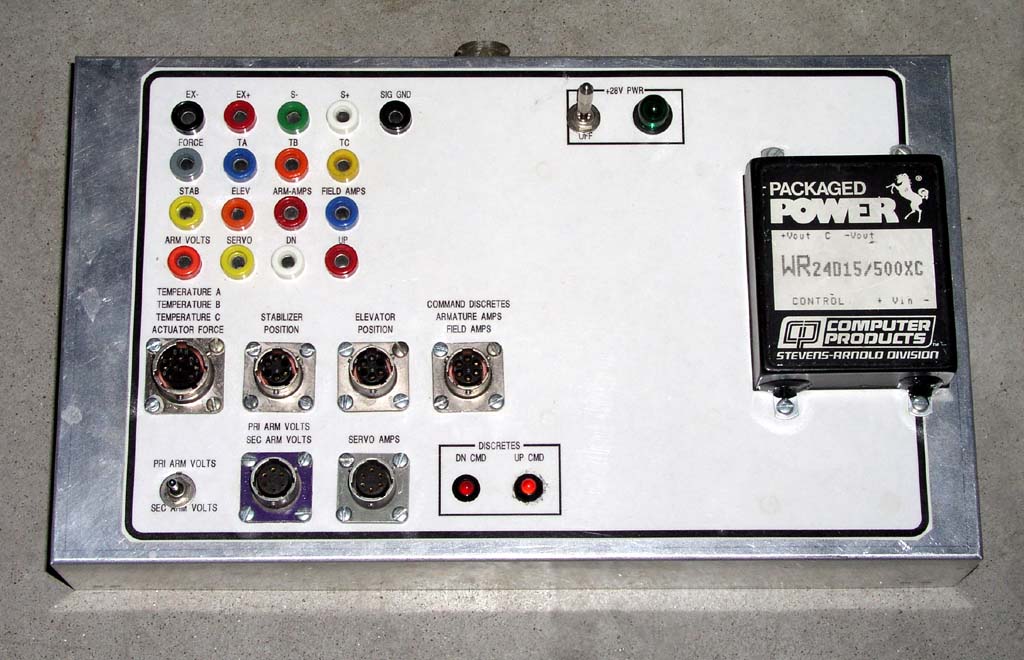 EX- EX+ S- S+ SIG GND
+28V PWR
OFF
FORCE TA TB TC
STAB ELEV ARM-AMPS FIELD AMPS
ARM VOLTS SERVO DN UP
PACKAGED
POWER ®
+Vout C -Vout
WR24D15/500XC
CONTROL + Vin -
CP COMPUTER
PRODUCTS™
STEVENS-ARNOLD DIVISION
TEMPERATURE A
TEMPERATURE B
TEMPERATURE C
ACTUATOR FORCE
STABILIZER
POSITION
ELEVATOR
POSITION
COMMAND DISCRETES
ARMATURE AMPS
FIELD AMPS
PRI ARM VOLTS
SEC ARM VOLTS
PRI ARM VOLTS
SEC ARM VOLTS
SERVO AMPS
DISCRETES
DN CMD UP CMD